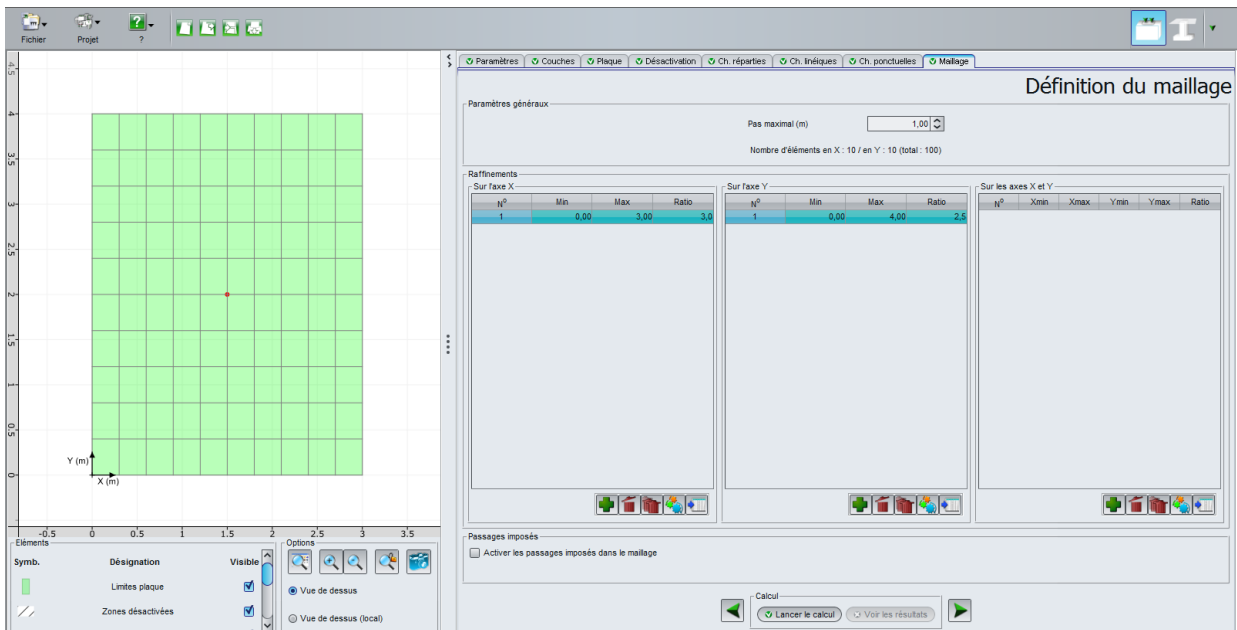 Fichier Projet ?
Paramètres Couches Plaque Désactivation Ch. réparties Ch. linéiques Ch. ponctuelles Maillage
Définition du maillage
Paramètres généraux
Pas maximal (m) 1,00
Nombre d'éléments en X : 10 / en Y : 10 (total : 100)
Raffinements
Sur l'axe X
N° Min Max Ratio
1 0,00 3,00 3,0
Sur l'axe Y
N° Min Max Ratio
1 0,00 4,00 2,5
Sur les axes X et Y
N° Xmin Xmax Ymin Ymax Ratio
Passages imposés
Activer les passages imposés dans le maillage
Calcul
Lancer le calcul Voir les résultats
4.5
4
3.5
3
2.5
2
1.5
1
0.5
0
Y (m)
X (m)
-0.5 0 0.5 1 1.5 2 2.5 3 3.5
Eléments
Symb. Désignation Visible
Limites plaque
Zones désactivées
Options
Vue de dessus
Vue de dessus (local)